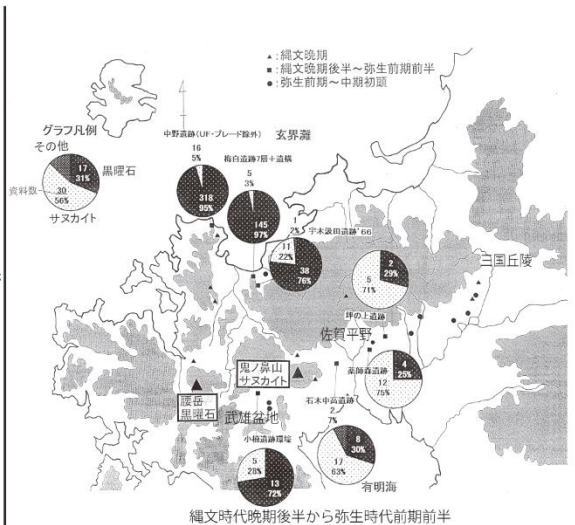 ▲：縄文晩期
■：縄文晩期後半～弥生前期前半
●：弥生前期～中期初頭
中野遺跡(UF・ブレード除外)
玄界灘
グラフ凡例
その他
17
31%
黒曜石
資料数
30
56%
サヌカイト
16
5%
318
95%
梅白遺跡7層＋遺構
5
3%
145
97%
宇木汲田遺跡'66
1
2%
11
22%
38
76%
2
29%
5
71%
坪の上遺跡
三国丘陵
佐賀平野
薬師森遺跡
4
25%
12
75%
鬼ノ鼻山
サヌカイト
腰岳
黒曜石
武雄盆地
石木中高遺跡
2
7%
8
30%
17
63%
有明海
5
28%
13
72%
縄文時代晩期後半から弥生時代前期前半